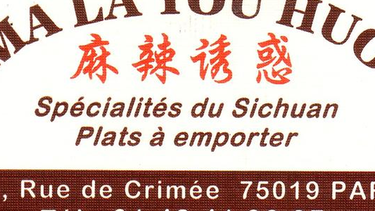 MA LA YOU HUO
麻辣诱惑
Spécialités du Sichuan
Plats à emporter
, Rue de Crimée 75019 PAR